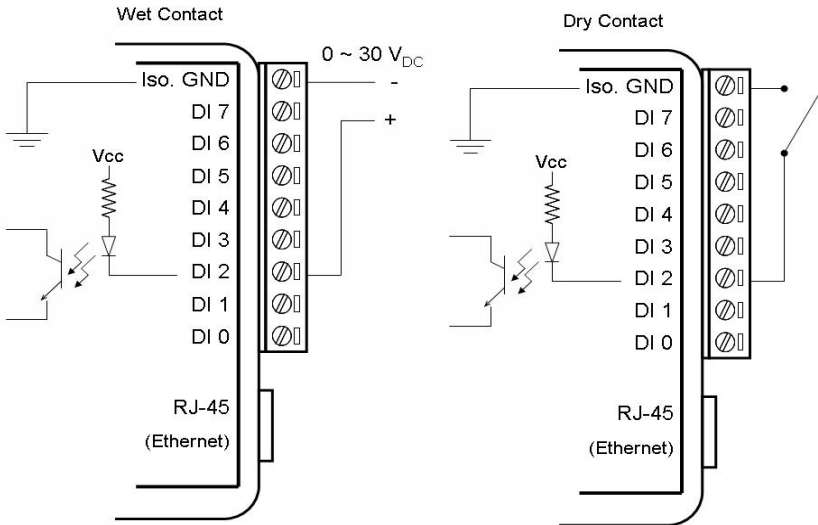 Wet Contact
0 ~ 30 VDC
Iso. GND
-
DI 7
+
DI 6
Vcc
DI 5
DI 4
DI 3
DI 2
DI 1
DI 0
RJ-45
(Ethernet)
Dry Contact
Iso. GND
DI 7
DI 6
Vcc
DI 5
DI 4
DI 3
DI 2
DI 1
DI 0
RJ-45
(Ethernet)